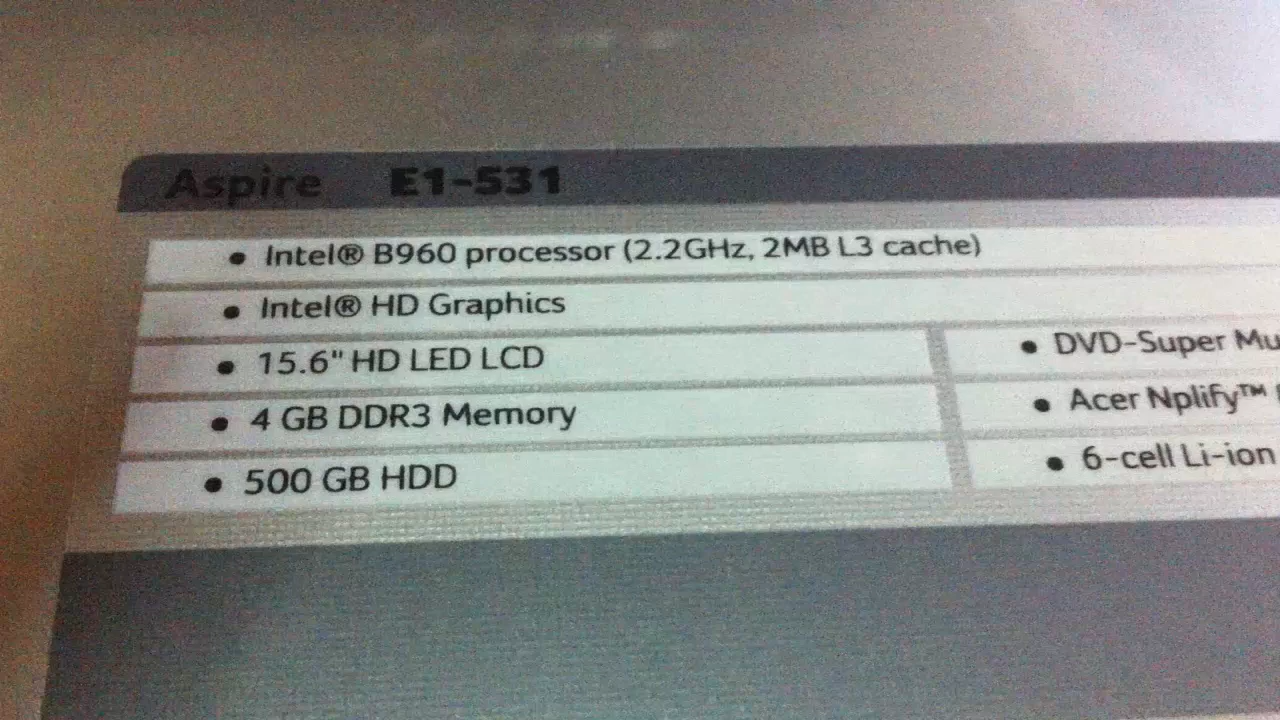 Aspire E1-531
• Intel® B960 processor (2.2GHz, 2MB L3 cache)
• Intel® HD Graphics
• 15.6" HD LED LCD
• 4 GB DDR3 Memory
• 500 GB HDD
• DVD-Super
• Acer Nplify™
• 6-cell Li-ion